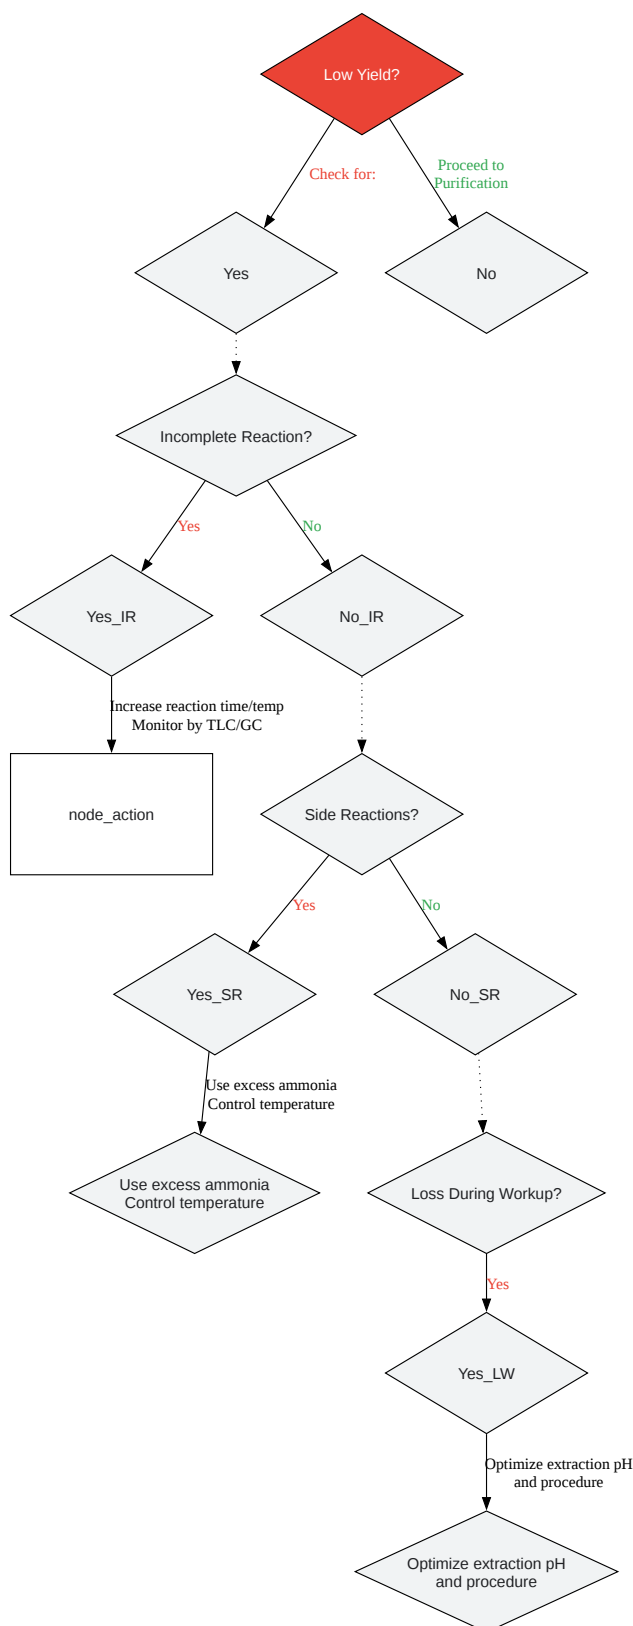 Low Yield?
Check for:
Proceed to
Purification
Yes
No
Incomplete Reaction?
Yes
No
Yes_IR
No_IR
Increase reaction time/temp
Monitor by TLC/GC
node_action
Side Reactions?
Yes
No
Yes_SR
No_SR
Use excess ammonia
Control temperature
Use excess ammonia
Control temperature
Loss During Workup?
Yes
Yes_LW
Optimize extraction pH
and procedure
Optimize extraction pH
and procedure